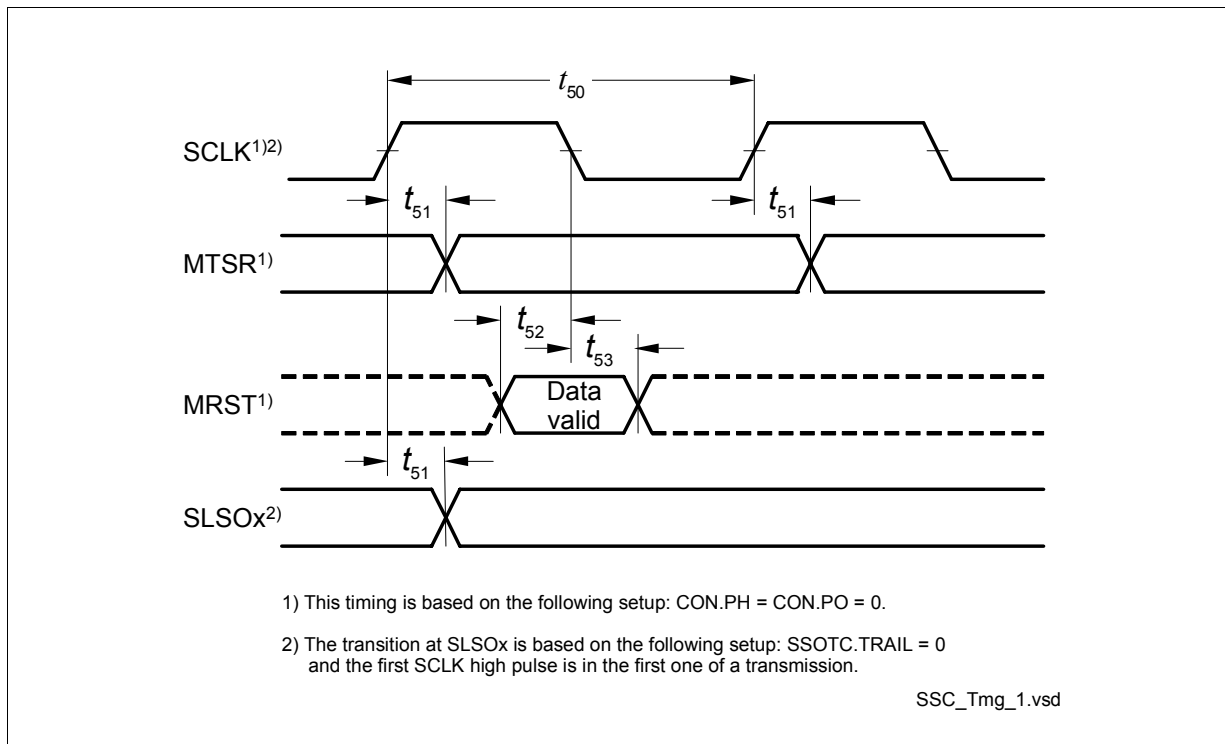 t50
SCLK1)2)
t51
t51
MTSR1)
t52
t53
MRST1)
Data
valid
t51
SLSOx2)
1) This timing is based on the following setup: CON.PH = CON.PO = 0.
2) The transition at SLSOx is based on the following setup: SSOTC.TRAIL = 0
and the first SCLK high pulse is in the first one of a transmission.
SSC_Tmg_1.vsd